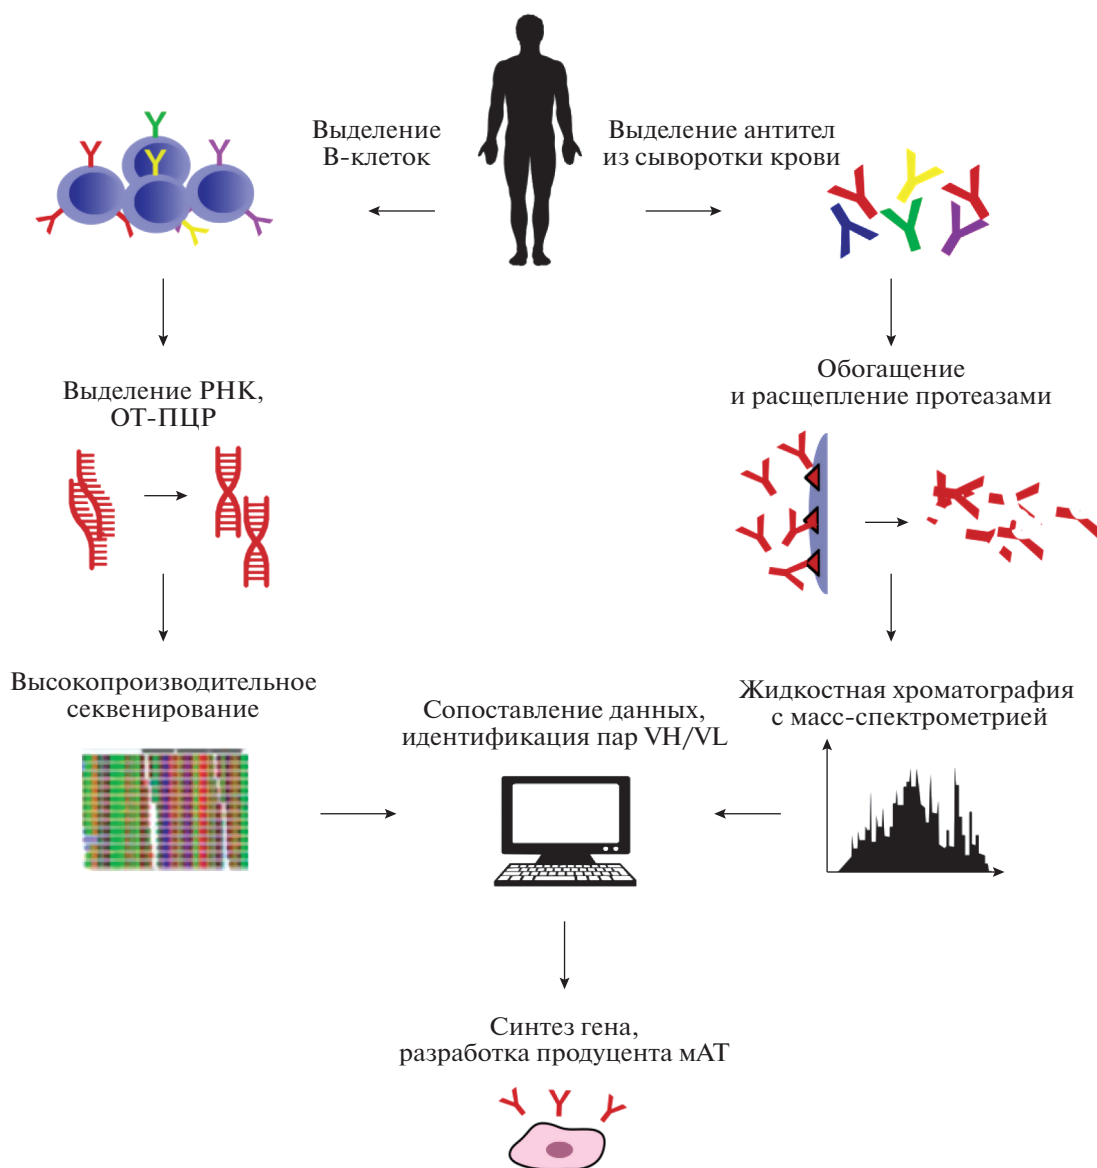 Выделение
В-клеток
Выделение антител
из сыворотки крови
Выделение РНК,
ОТ-ПЦР
Обогащение
и расщепление протеазами
Высокопроизводительное
секвенирование
Сопоставление данных,
идентификация пар VH/VL
Жидкостная хроматография
с масс-спектрометрией
Синтез гена,
разработка продуцента мАТ